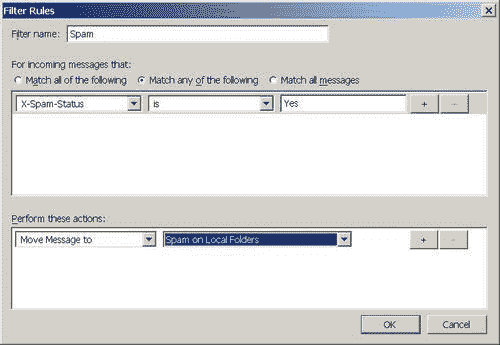 Filter Rules
Filter name: Spam
For incoming messages that:
Match all of the following Match any of the following Match all messages
X-Spam-Status is Yes + -
Perform these actions:
Move Message to Spam on Local Folders + -
OK Cancel